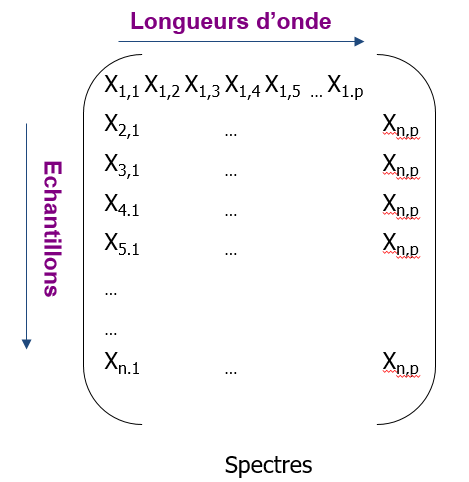 Longueurs d'onde
X1,1 X1,2 X1,3 X1,4 X1,5 ... X1.p
X2,1 ... Xn,p
X3,1 ... Xn,p
X4.1 ... Xn,p
X5.1 ... Xn,p
...
...
Xn.1 ... Xn,p
Echantillons
Spectres